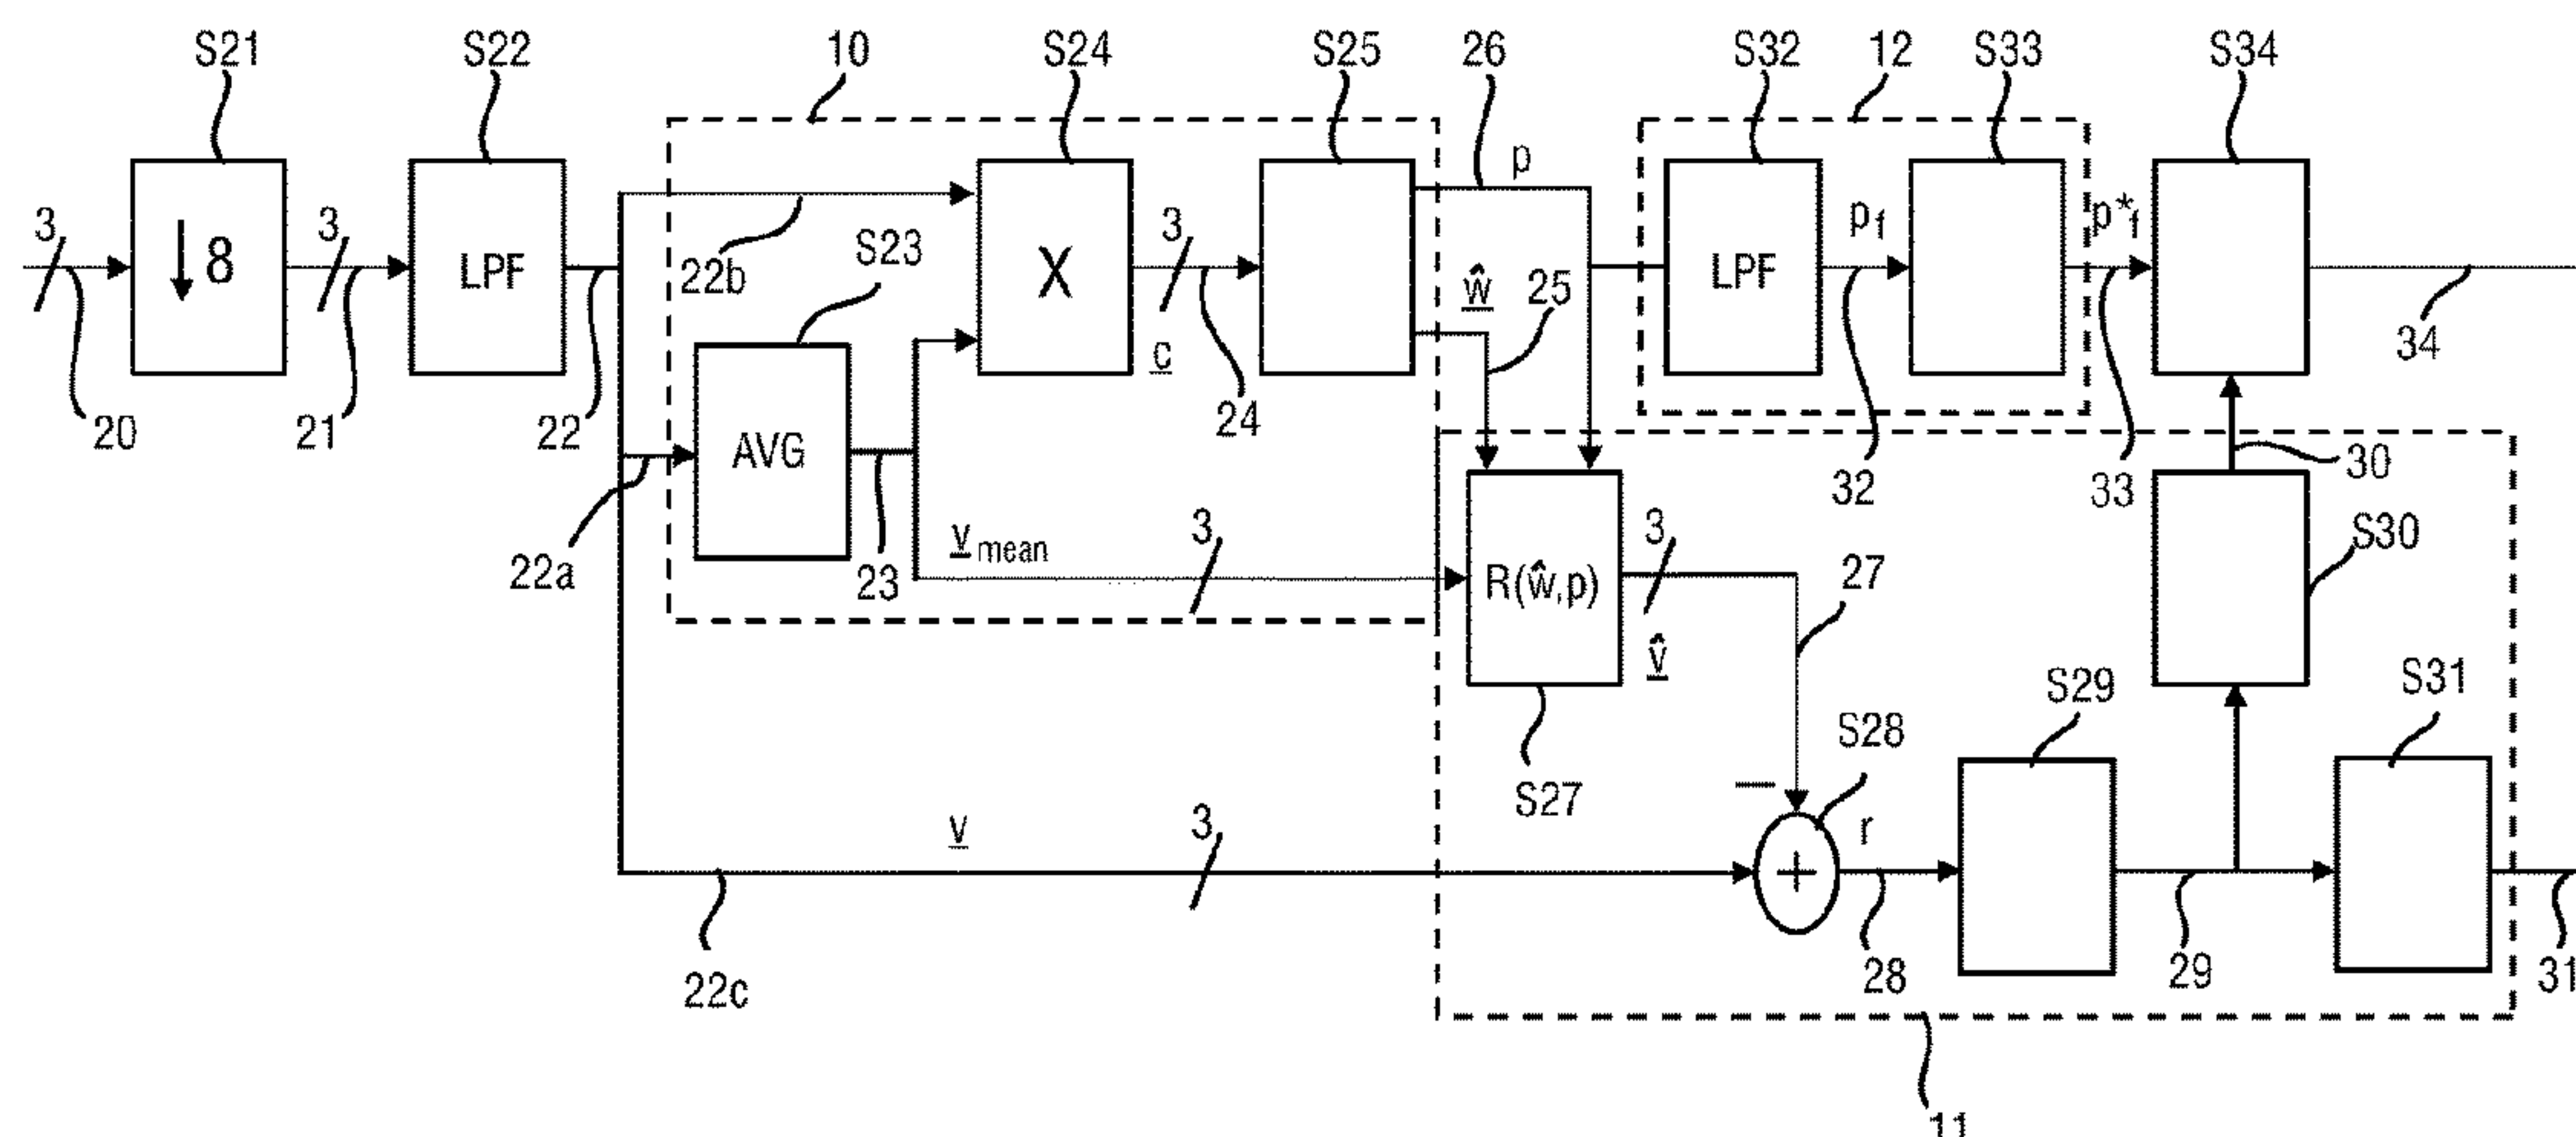 S21 S22 10 S24 S25 26 S32 12 S33 S34
3 ↓8 3 LPF 22b S23 X 3 p LPF p_f p*_f
ŵ 25
c 24 34
20 21 22 AVG 32 33 30
22a 23 v_mean 3 R(ŵ,p) 3 27 S30
v̂
S27 S28 S29 S31
v 3 − + r
22c 28 29 31
11